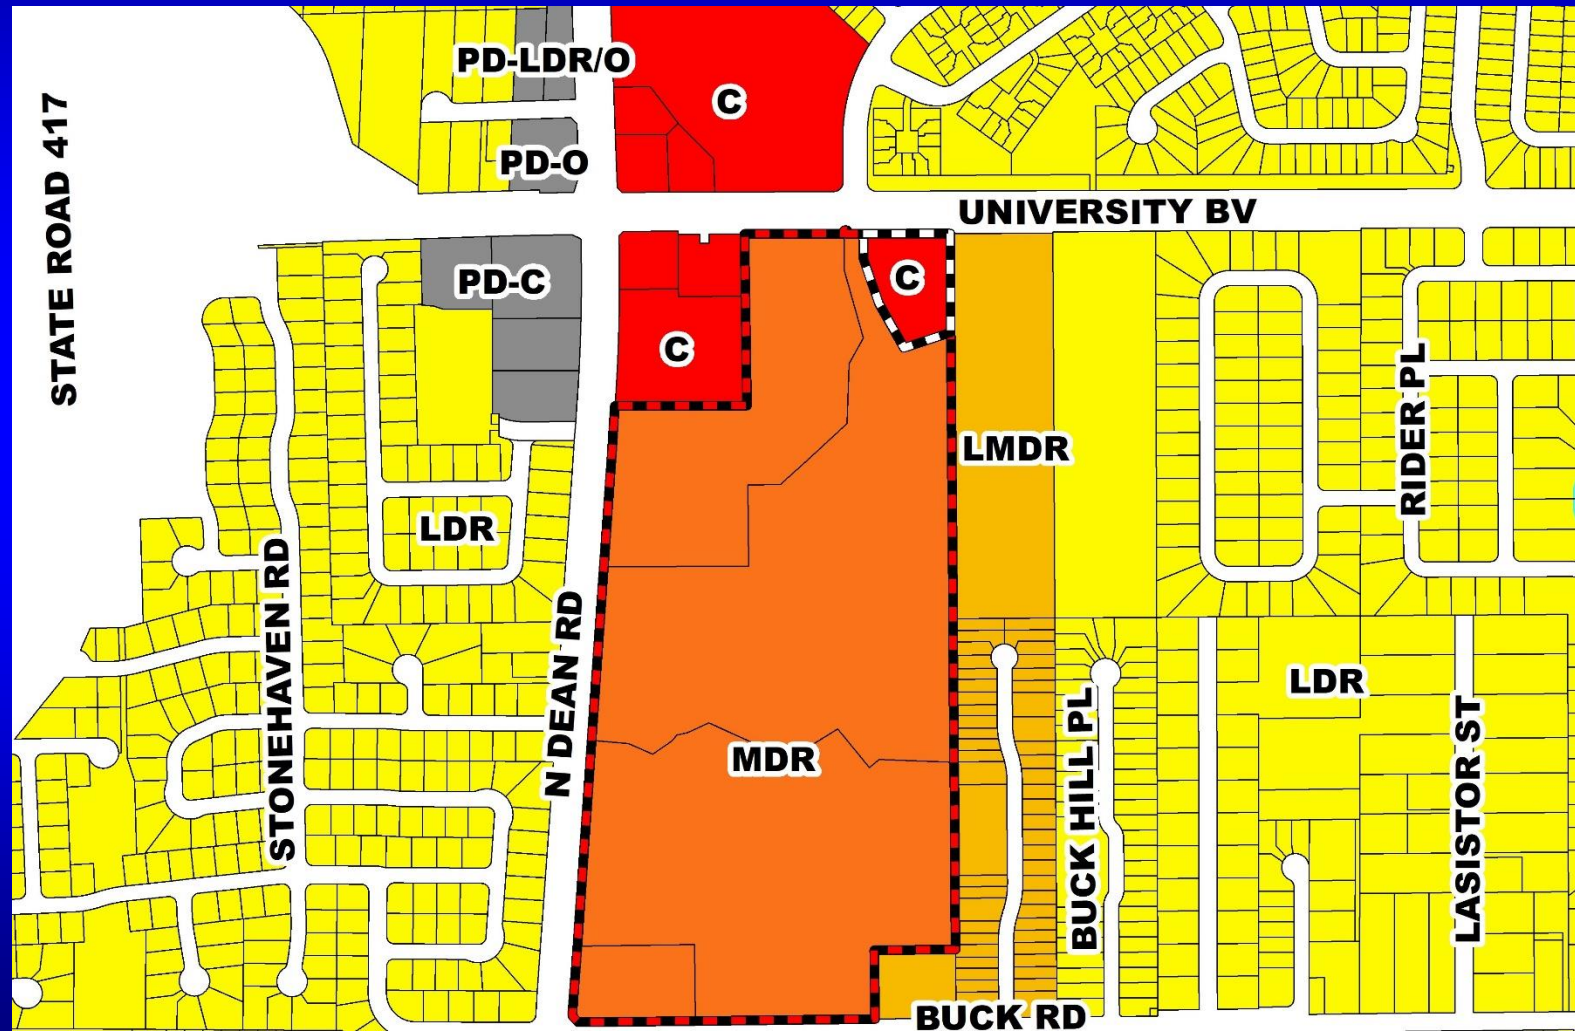 PD-LDR/O
C
STATE ROAD 417
PD-O
UNIVERSITY BV
PD-C
C
C
RIDER PL
LMDR
LDR
STONEHAVEN RD
N DEAN RD
LDR
BUCK HILL PL
LASISTOR ST
MDR
BUCK RD